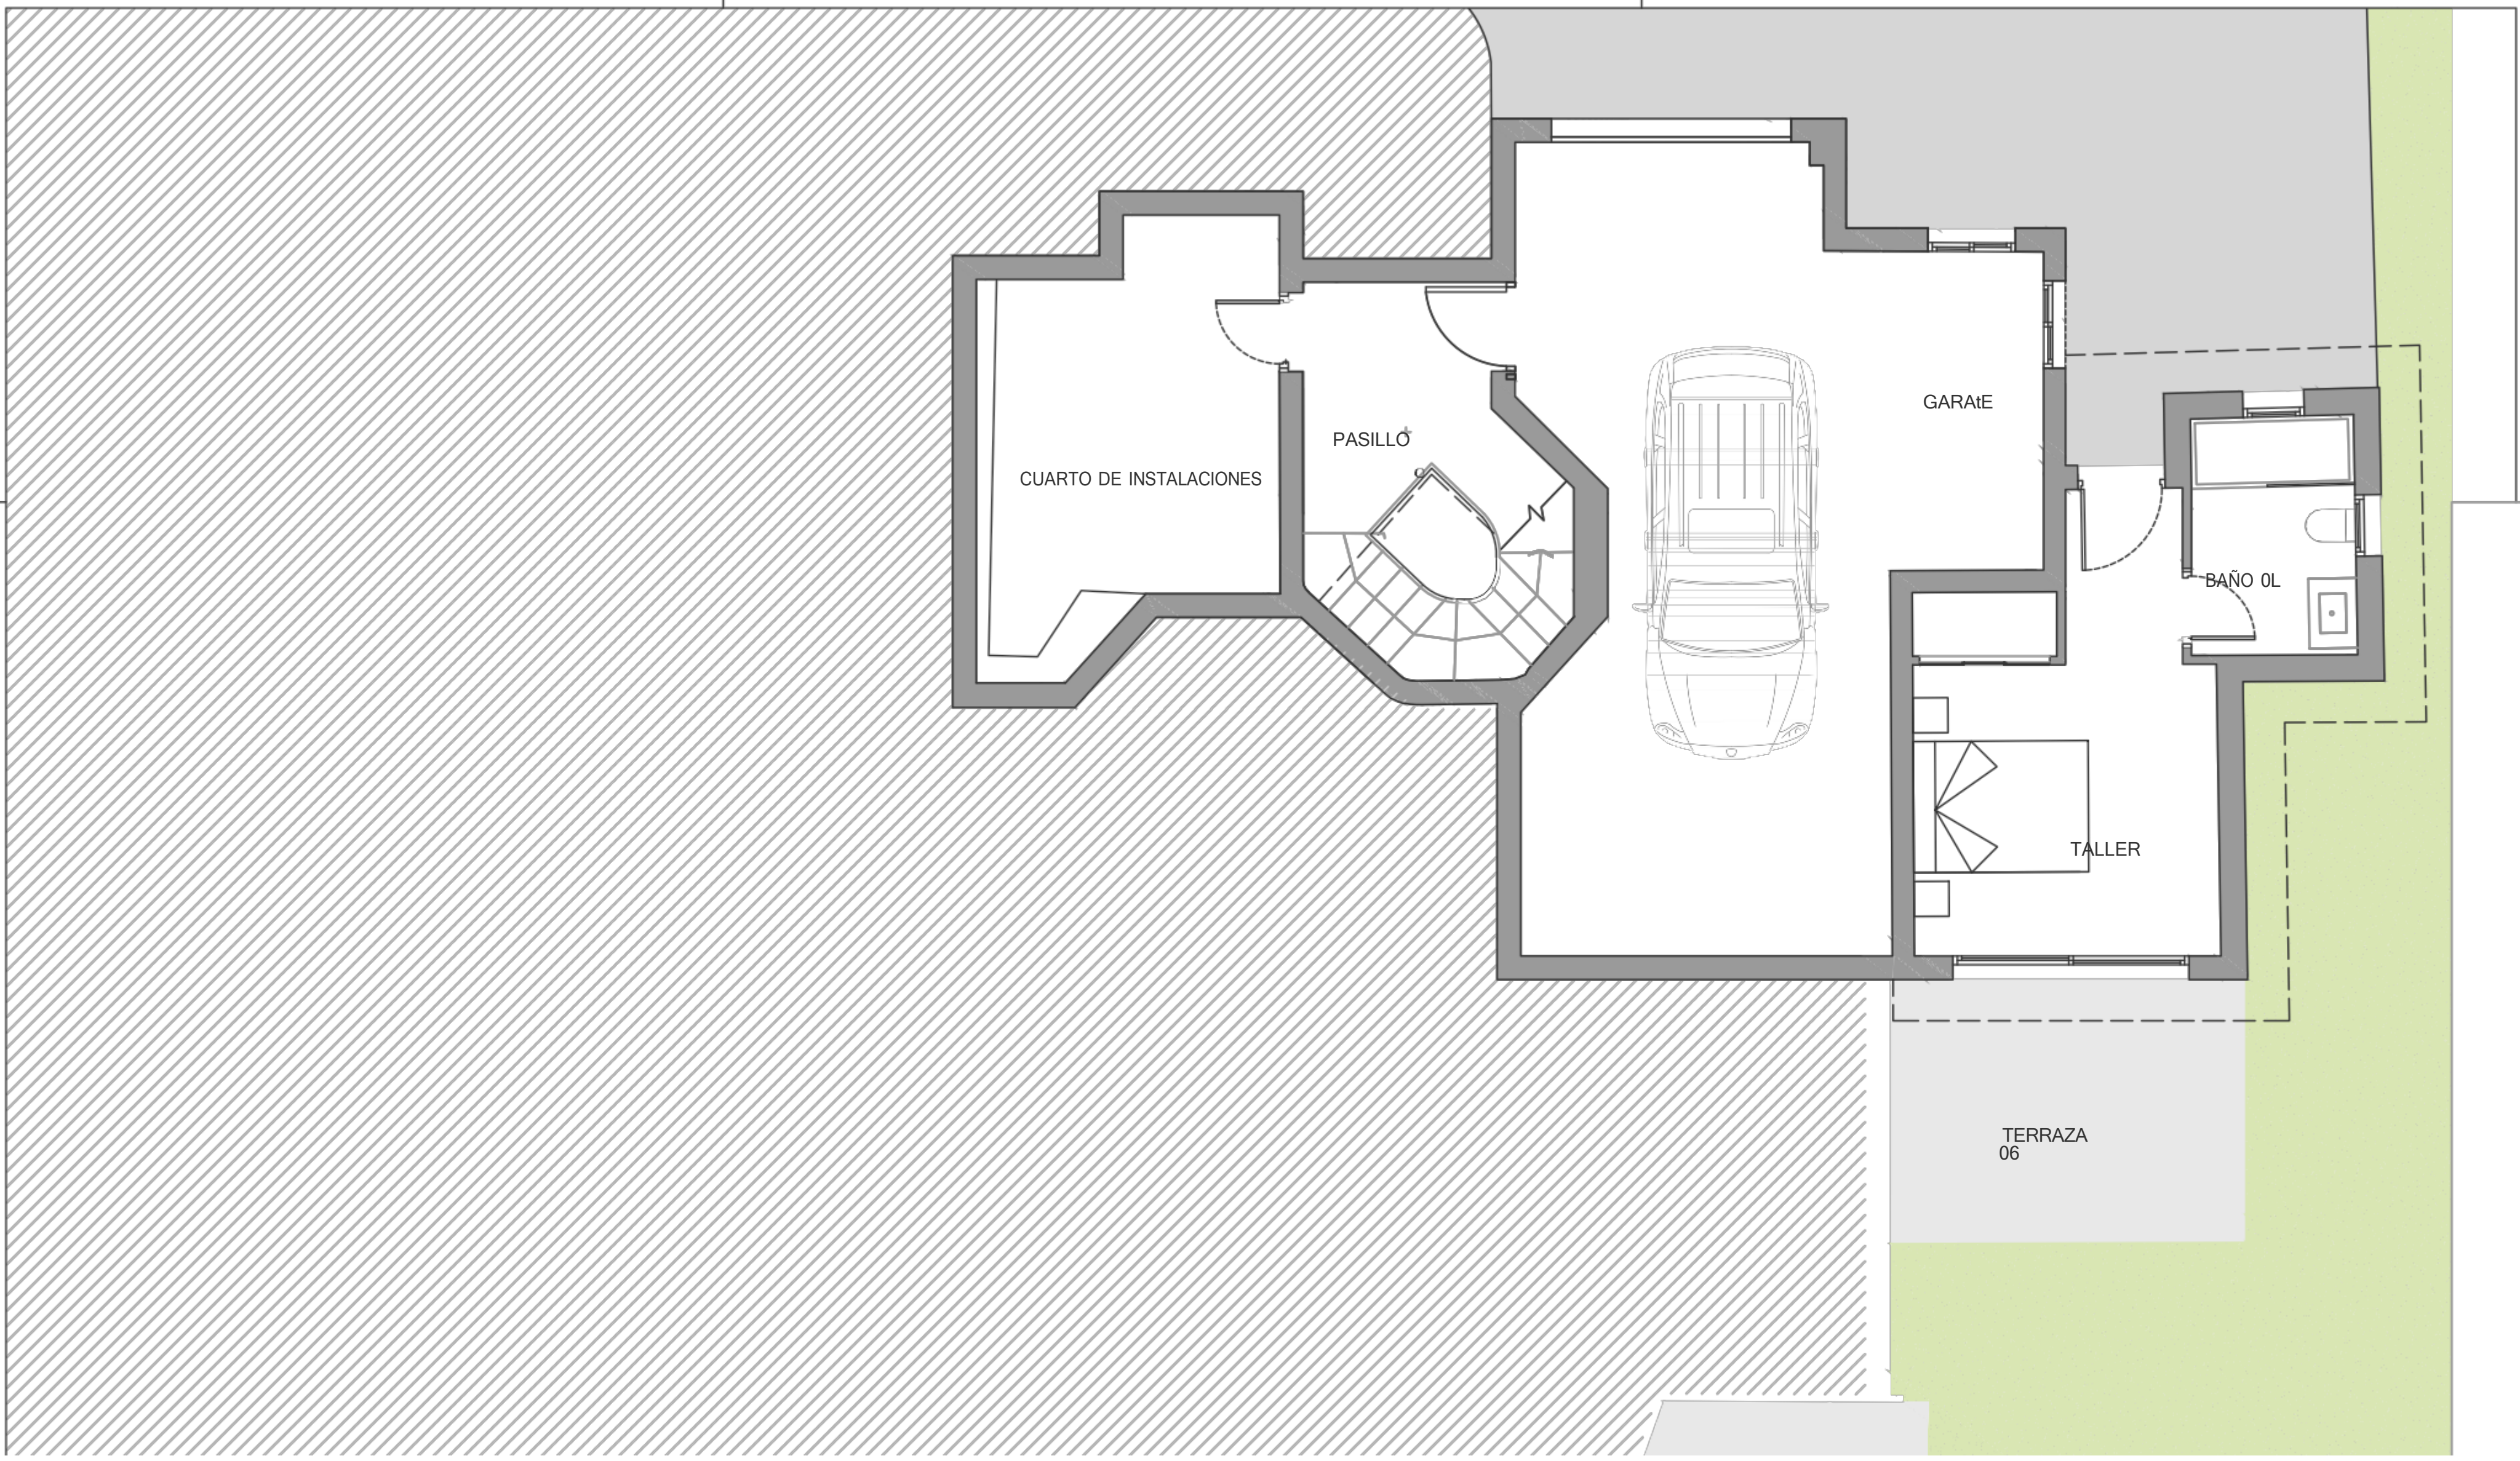 GARAtE
PASILLO
CUARTO DE INSTALACIONES
BAÑO 0L
TALLER
TERRAZA
06